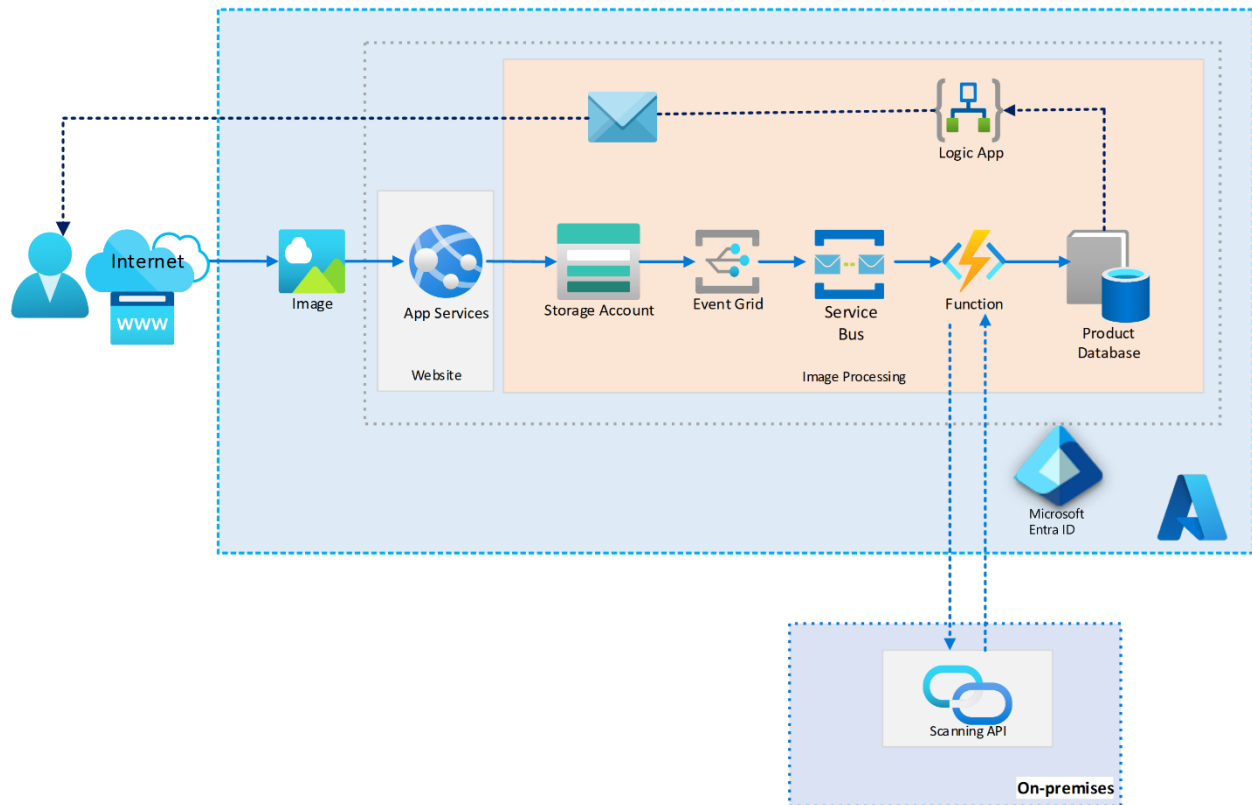 Logic App
Internet
www
Image
App Services
Storage Account
Event Grid
Service
Bus
Function
Product
Database
Website
Image Processing
Microsoft
Entra ID
Scanning API
On-premises